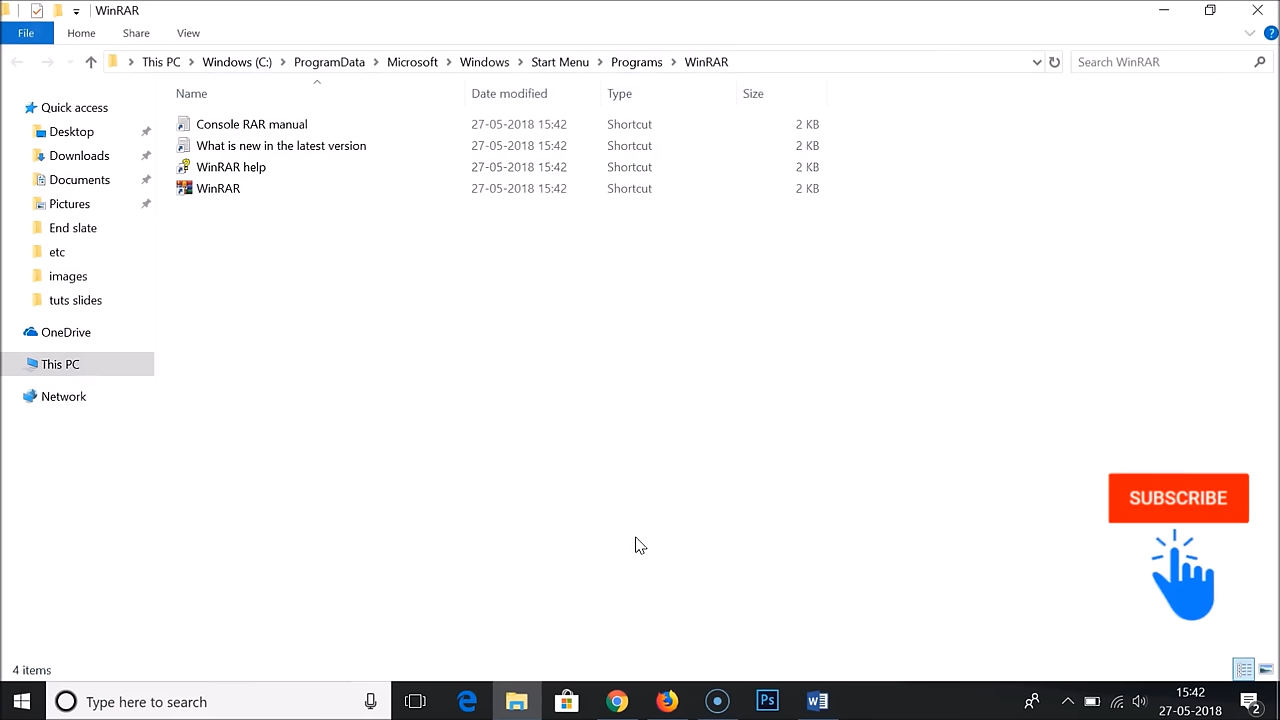 WinRAR
File Home Share View
This PC Windows (C:) ProgramData Microsoft Windows Start Menu Programs WinRAR
Search WinRAR
Name Date modified Type Size
Console RAR manual 27-05-2018 15:42 Shortcut 2 KB
What is new in the latest version 27-05-2018 15:42 Shortcut 2 KB
WinRAR help 27-05-2018 15:42 Shortcut 2 KB
WinRAR 27-05-2018 15:42 Shortcut 2 KB
Quick access
Desktop
Downloads
Documents
Pictures
End slate
etc
images
tuts slides
OneDrive
This PC
Network
SUBSCRIBE
4 items
Type here to search
Ps
15:42
27-05-2018
2